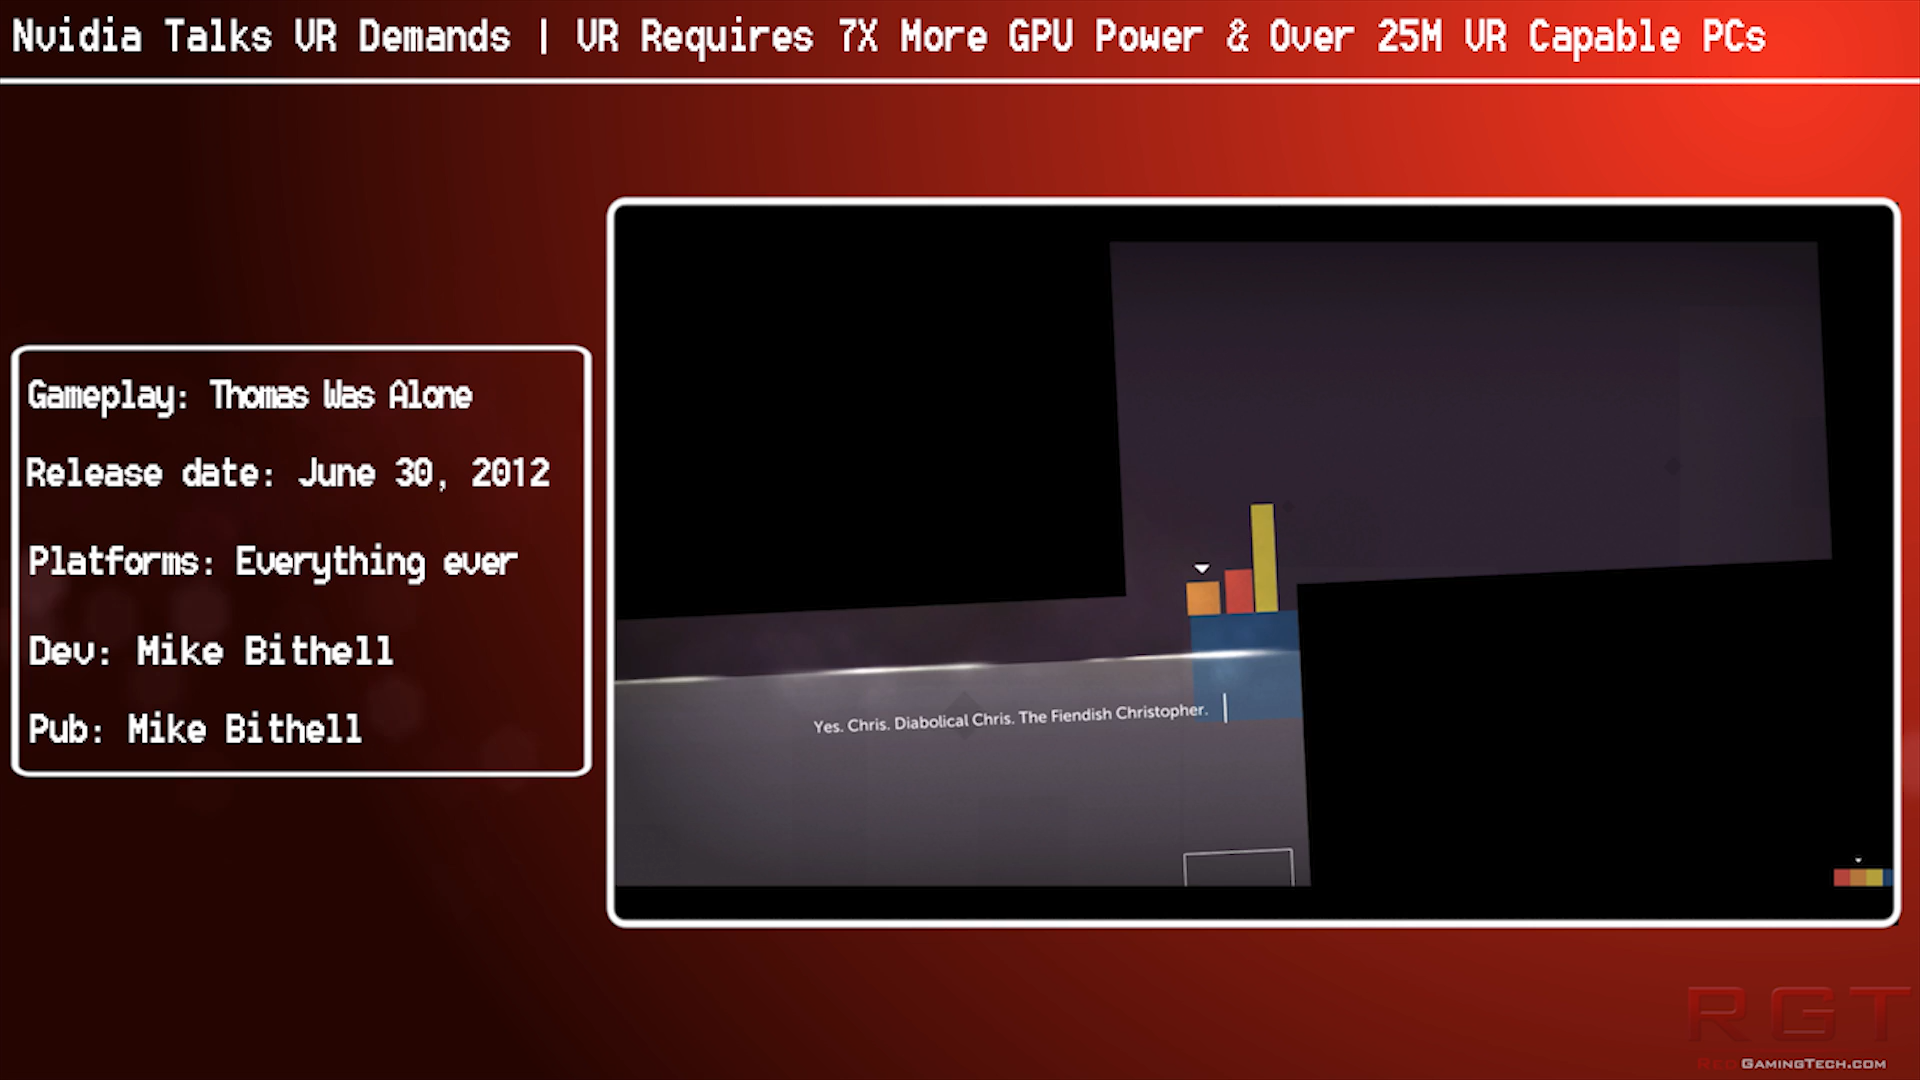 Nvidia Talks VR Demands | VR Requires 7X More GPU Power & Over 25M VR Capable PCs
Gameplay: Thomas Was Alone
Release date: June 30, 2012
Platforms: Everything ever
Dev: Mike Bithell
Pub: Mike Bithell
Yes. Chris. Diabolical Chris. The Fiendish Christopher.
RGT
RedGamingTech.com